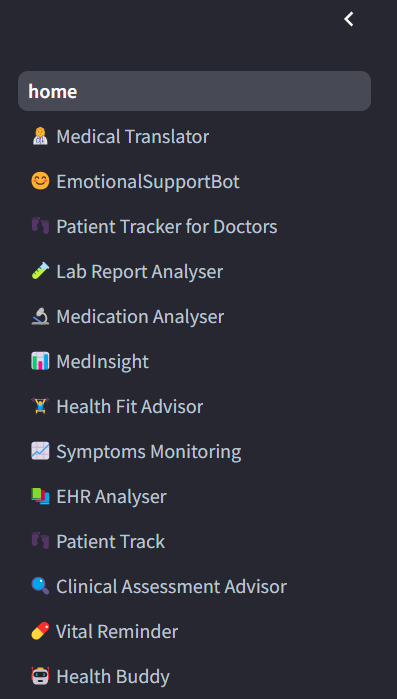 home
Medical Translator
EmotionalSupportBot
Patient Tracker for Doctors
Lab Report Analyser
Medication Analyser
MedInsight
Health Fit Advisor
Symptoms Monitoring
EHR Analyser
Patient Track
Clinical Assessment Advisor
Vital Reminder
Health Buddy